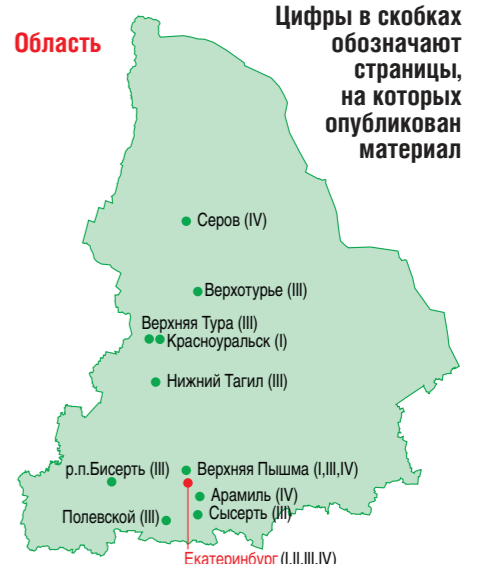 Область
Цифры в скобках
обозначают
страницы,
на которых
опубликован
материал
Серов (IV)
Верхотурье (III)
Верхняя Тура (III)
Красноуральск (I)
Нижний Тагил (III)
р.п.Бисерть (III)
Верхняя Пышма (I,III,IV)
Арамиль (IV)
Сысерть (III)
Полевской (III)
Екатеринбург (I,II,III,IV)